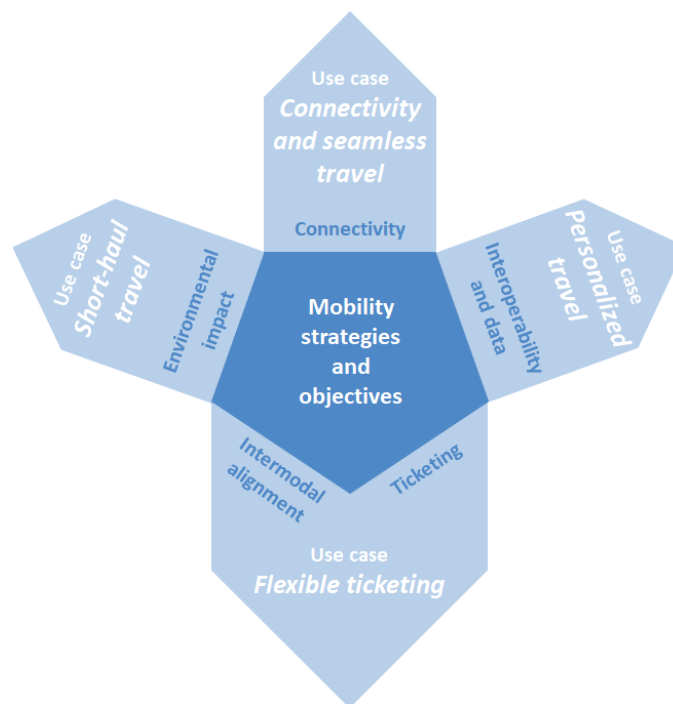 Use case
Connectivity
and seamless
travel
Connectivity
Use case
Short-haul
travel
Environmental
impact
Mobility
strategies
and
objectives
Interoperability
and data
Personalized
travel
Use case
Intermodal
alignment
Ticketing
Use case
Flexible ticketing